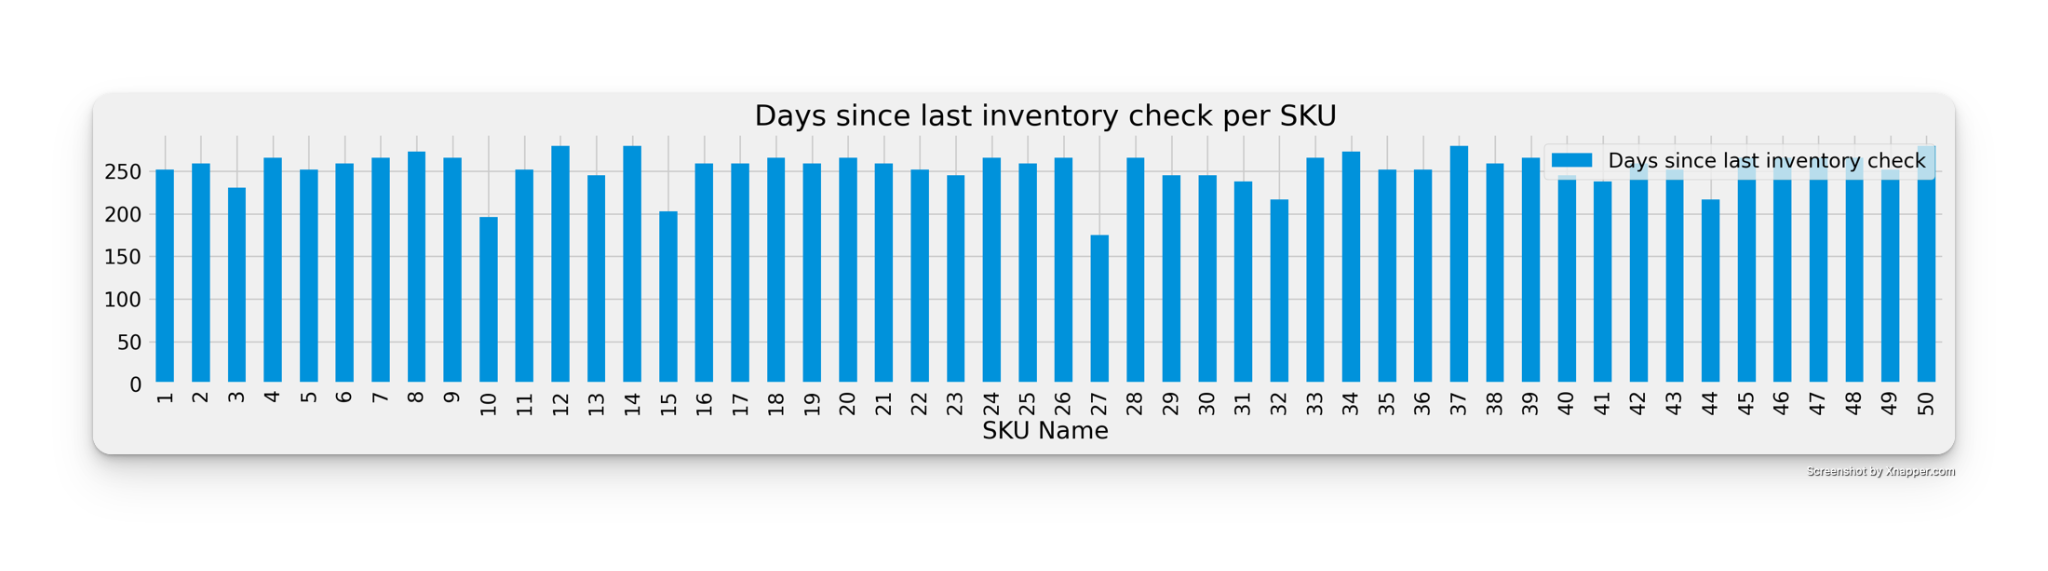 Days since last inventory check per SKU
Days since last inventory check
250
200
150
100
50
0
1 2 3 4 5 6 7 8 9 10 11 12 13 14 15 16 17 18 19 20 21 22 23 24 25 26 27 28 29 30 31 32 33 34 35 36 37 38 39 40 41 42 43 44 45 46 47 48 49 50
SKU Name
Screenshot by Xnapper.com